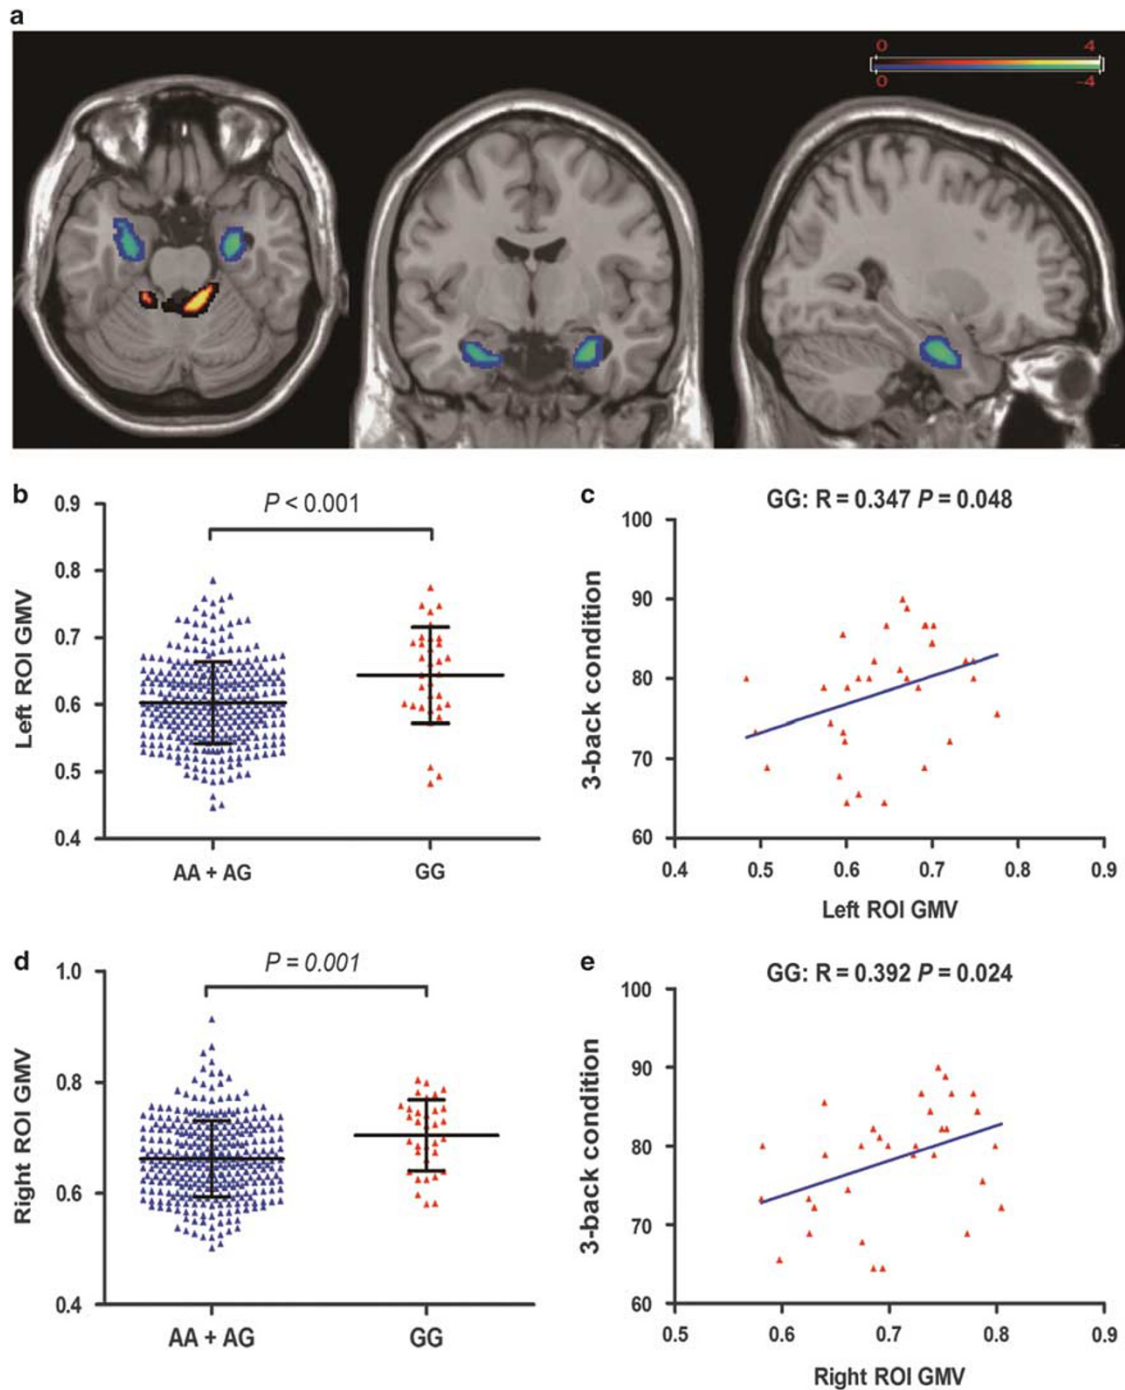 a
0 4
0 -4
b
P < 0.001
0.9
0.8
0.7
0.6
0.5
0.4
Left ROI GMV
AA + AG GG
c
GG: R = 0.347 P = 0.048
100
90
80
70
60
3-back condition
0.4 0.5 0.6 0.7 0.8 0.9
Left ROI GMV
d
P = 0.001
1.0
0.8
0.6
0.4
Right ROI GMV
AA + AG GG
e
GG: R = 0.392 P = 0.024
100
90
80
70
60
3-back condition
0.5 0.6 0.7 0.8 0.9
Right ROI GMV